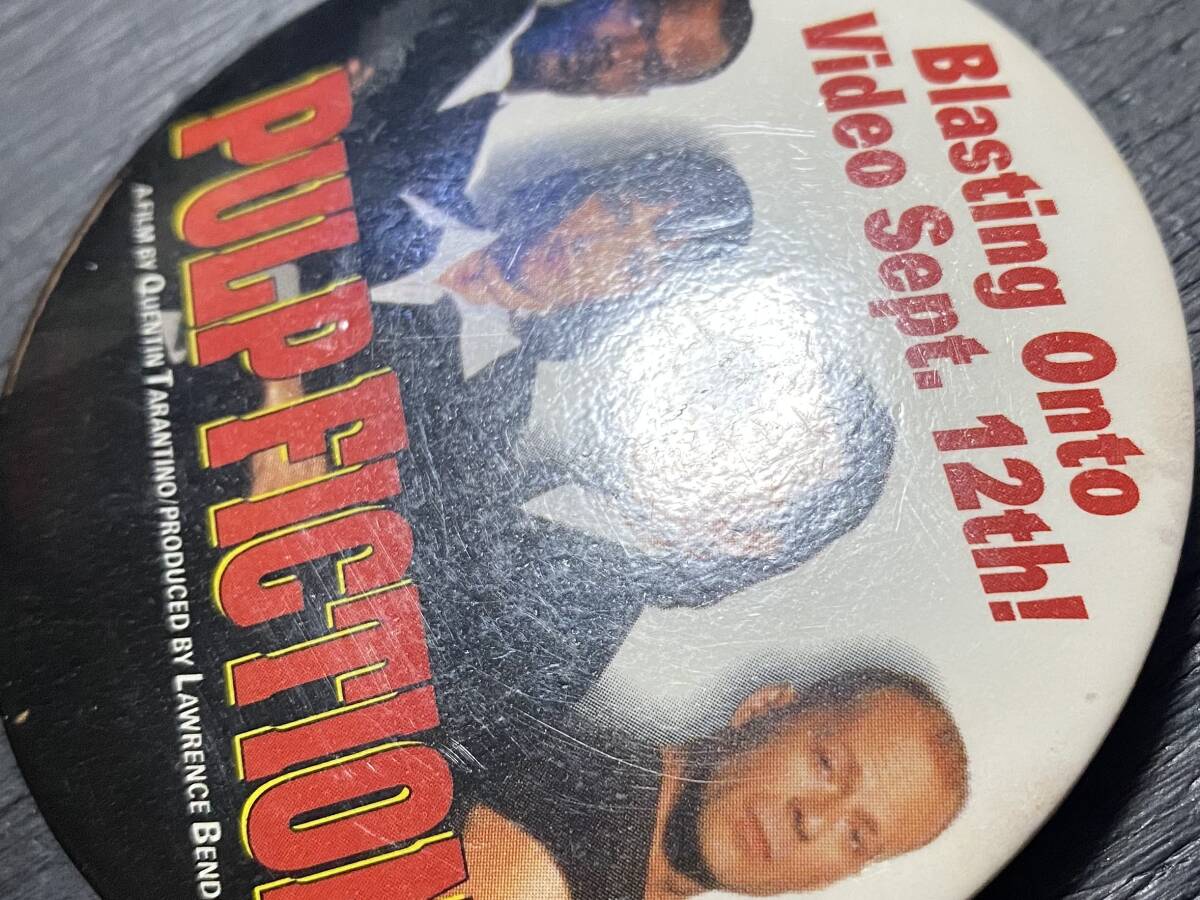 Blasting Onto
Video Sept. 12th!
PULP FICTION
A FILM BY QUENTIN TARANTINO/PRODUCED BY LAWRENCE BEND